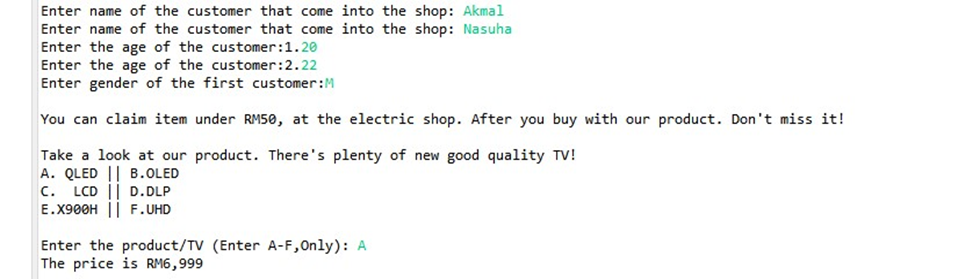 Enter name of the customer that come into the shop: Akmal
Enter name of the customer that come into the shop: Nasuha
Enter the age of the customer:1.20
Enter the age of the customer:2.22
Enter gender of the first customer:M
You can claim item under RM50, at the electric shop. After you buy with our product. Don't miss it!
Take a look at our product. There's plenty of new good quality TV!
A. QLED || B.OLED
C.  LCD || D.DLP
E.X900H || F.UHD
Enter the product/TV (Enter A-F,Only): A
The price is RM6,999